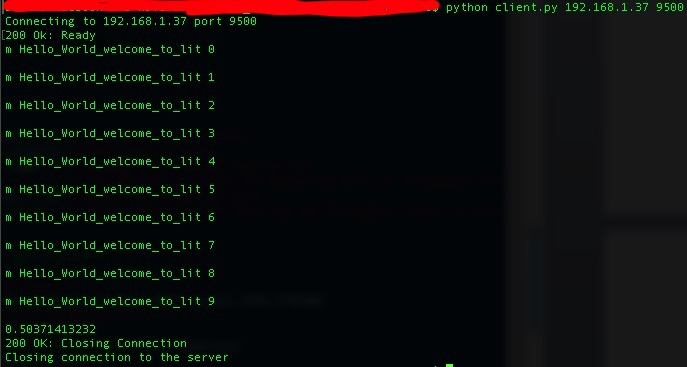 $ python client.py 192.168.1.37 9500
Connecting to 192.168.1.37 port 9500
[200 Ok: Ready
m Hello_World_welcome_to_lit 0
m Hello_World_welcome_to_lit 1
m Hello_World_welcome_to_lit 2
m Hello_World_welcome_to_lit 3
m Hello_World_welcome_to_lit 4
m Hello_World_welcome_to_lit 5
m Hello_World_welcome_to_lit 6
m Hello_World_welcome_to_lit 7
m Hello_World_welcome_to_lit 8
m Hello_World_welcome_to_lit 9
0.50371413232
200 OK: Closing Connection
Closing connection to the server